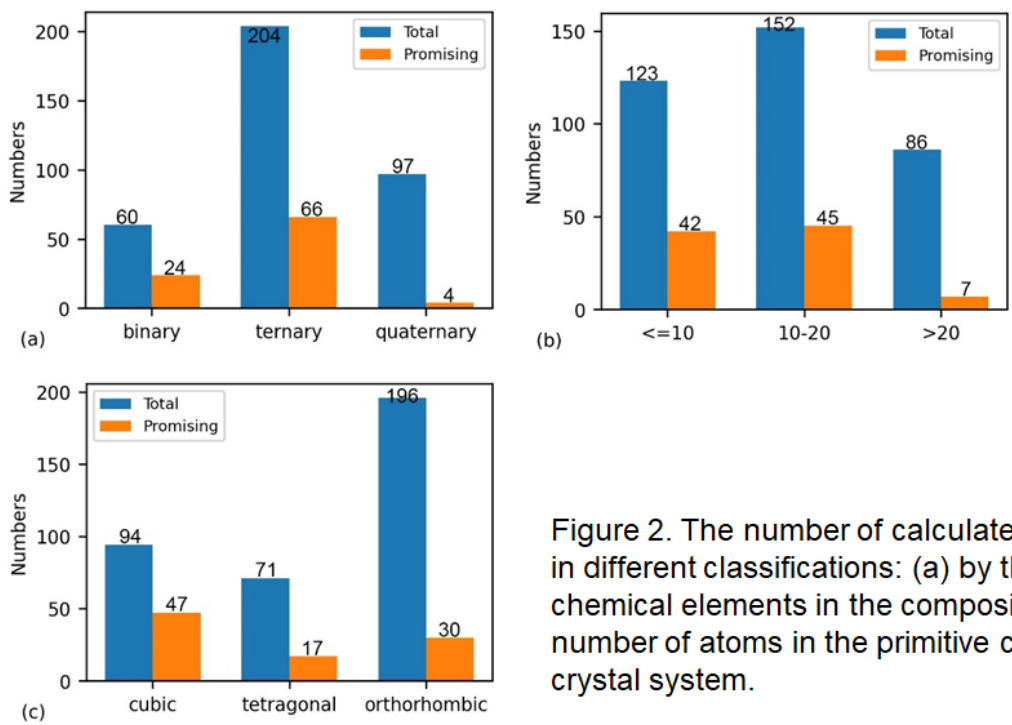 200
150
100
50
0
Numbers
Total
Promising
60
24
204
66
97
4
binary ternary quaternary
(a)
150
100
50
0
Numbers
Total
Promising
123
42
152
45
86
7
<=10 10-20 >20
(b)
200
150
100
50
0
Numbers
Total
Promising
94
47
71
17
196
30
cubic tetragonal orthorhombic
(c)
Figure 2. The number of calculate
in different classifications: (a) by th
chemical elements in the composi
number of atoms in the primitive c
crystal system.